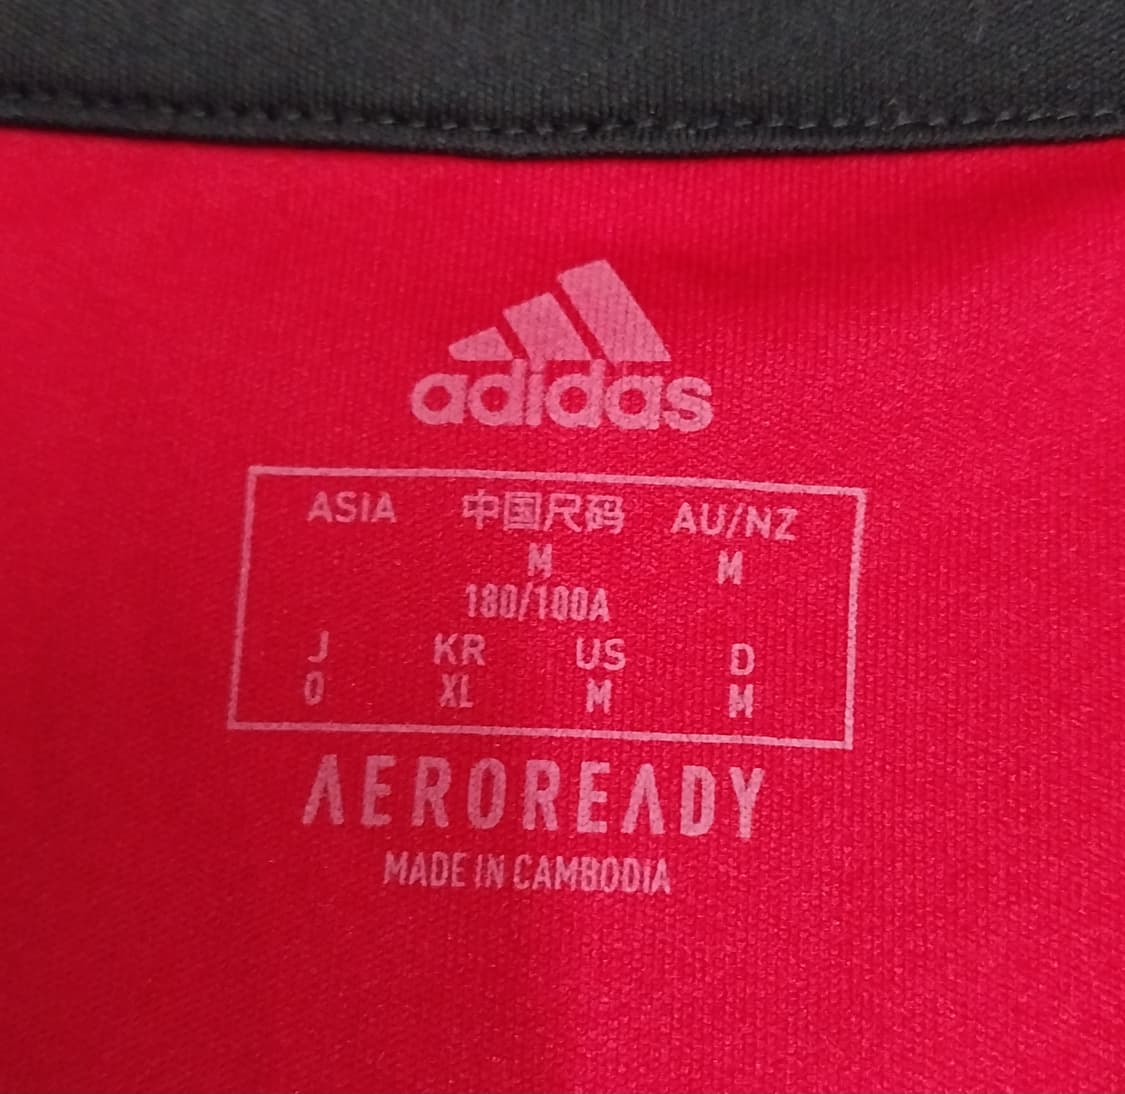 adidas
ASIA 中国尺码 AU/NZ
M M
180/100A
J KR US D
O XL M M
AEROREADY
MADE IN CAMBODIA